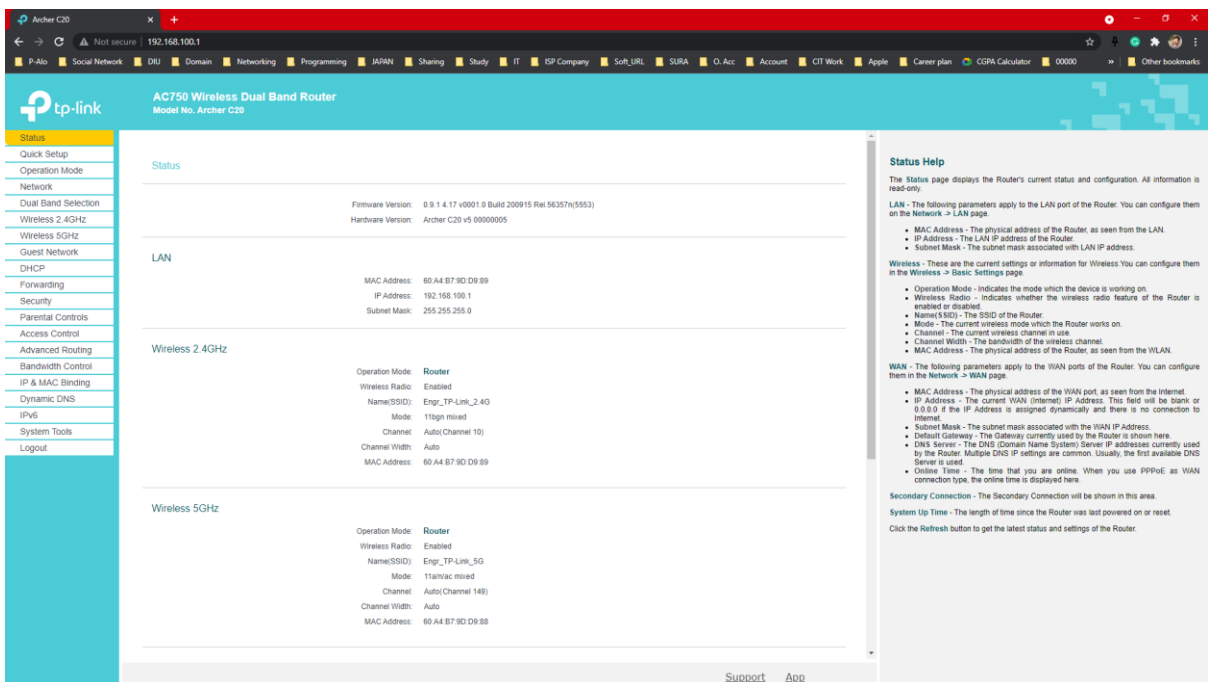 Archer C20
Not secure 192.168.100.1
P-Alo Social Network DIU Domain Networking Programming JAPAN Sharing Study IT ISP Company Soft_URL SURA O. Acc Account CIT Work Apple Career plan CGPA Calculator 00000 » Other bookmarks
tp-link
AC750 Wireless Dual Band Router
Model No. Archer C20
Status
Quick Setup
Operation Mode
Network
Dual Band Selection
Wireless 2.4GHz
Wireless 5GHz
Guest Network
DHCP
Forwarding
Security
Parental Controls
Access Control
Advanced Routing
Bandwidth Control
IP & MAC Binding
Dynamic DNS
IPv6
System Tools
Logout
Status
Firmware Version: 0.9.1 4.17 v0001.0 Build 200915 Rel.56357n(5553)
Hardware Version: Archer C20 v5 00000005
LAN
MAC Address: 60:A4:B7:9D:D9:89
IP Address: 192.168.100.1
Subnet Mask: 255.255.255.0
Wireless 2.4GHz
Operation Mode: Router
Wireless Radio: Enabled
Name(SSID): Engr_TP-Link_2.4G
Mode: 11bgn mixed
Channel: Auto(Channel 10)
Channel Width: Auto
MAC Address: 60:A4:B7:9D:D9:89
Wireless 5GHz
Operation Mode: Router
Wireless Radio: Enabled
Name(SSID): Engr_TP-Link_5G
Mode: 11a/n/ac mixed
Channel: Auto(Channel 149)
Channel Width: Auto
MAC Address: 60:A4:B7:9D:D9:88
Support App
Status Help
The Status page displays the Router's current status and configuration. All information is
read-only.
LAN - The following parameters apply to the LAN port of the Router. You can configure them
on the Network -> LAN page.
• MAC Address - The physical address of the Router, as seen from the LAN.
• IP Address - The LAN IP address of the Router.
• Subnet Mask - The subnet mask associated with LAN IP address.
Wireless - These are the current settings or information for Wireless.You can configure them
in the Wireless -> Basic Settings page.
• Operation Mode - Indicates the mode which the device is working on.
• Wireless Radio - Indicates whether the wireless radio feature of the Router is
enabled or disabled.
• Name(SSID) - The SSID of the Router.
• Mode - The current wireless mode which the Router works on.
• Channel - The current wireless channel in use.
• Channel Width - The bandwidth of the wireless channel.
• MAC Address - The physical address of the Router, as seen from the WLAN.
WAN - The following parameters apply to the WAN ports of the Router. You can configure
them in the Network -> WAN page.
• MAC Address - The physical address of the WAN port, as seen from the Internet.
• IP Address - The current WAN (Internet) IP Address. This field will be blank or
0.0.0.0 if the IP Address is assigned dynamically and there is no connection to
Internet.
• Subnet Mask - The subnet mask associated with the WAN IP Address.
• Default Gateway - The Gateway currently used by the Router is shown here.
• DNS Server - The DNS (Domain Name System) Server IP addresses currently used
by the Router. Multiple DNS IP settings are common. Usually, the first available DNS
Server is used.
• Online Time - The time that you are online. When you use PPPoE as WAN
connection type, the online time is displayed here.
Secondary Connection - The Secondary Connection will be shown in this area.
System Up Time - The length of time since the Router was last powered on or reset.
Click the Refresh button to get the latest status and settings of the Router.